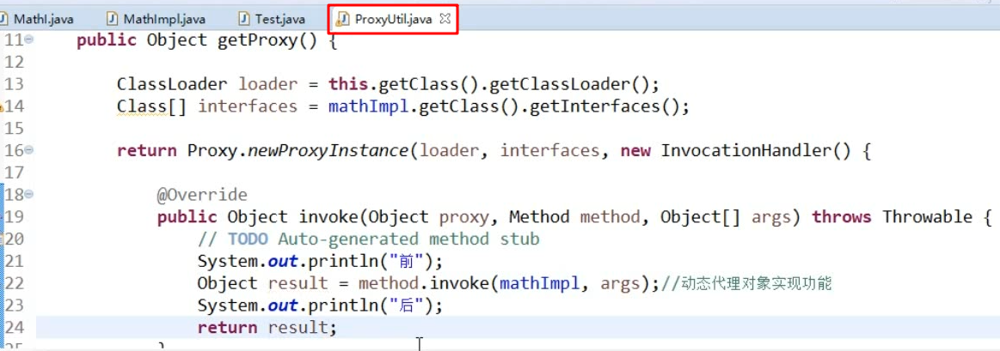 MathI.java MathImpl.java Test.java ProxyUtil.java
11 public Object getProxy() {
12
13 ClassLoader loader = this.getClass().getClassLoader();
14 Class[] interfaces = mathImpl.getClass().getInterfaces();
15
16 return Proxy.newProxyInstance(loader, interfaces, new InvocationHandler() {
17
18 @Override
19 public Object invoke(Object proxy, Method method, Object[] args) throws Throwable {
20 // TODO Auto-generated method stub
21 System.out.println("前");
22 Object result = method.invoke(mathImpl, args);//动态代理对象实现功能
23 System.out.println("后");
24 return result;